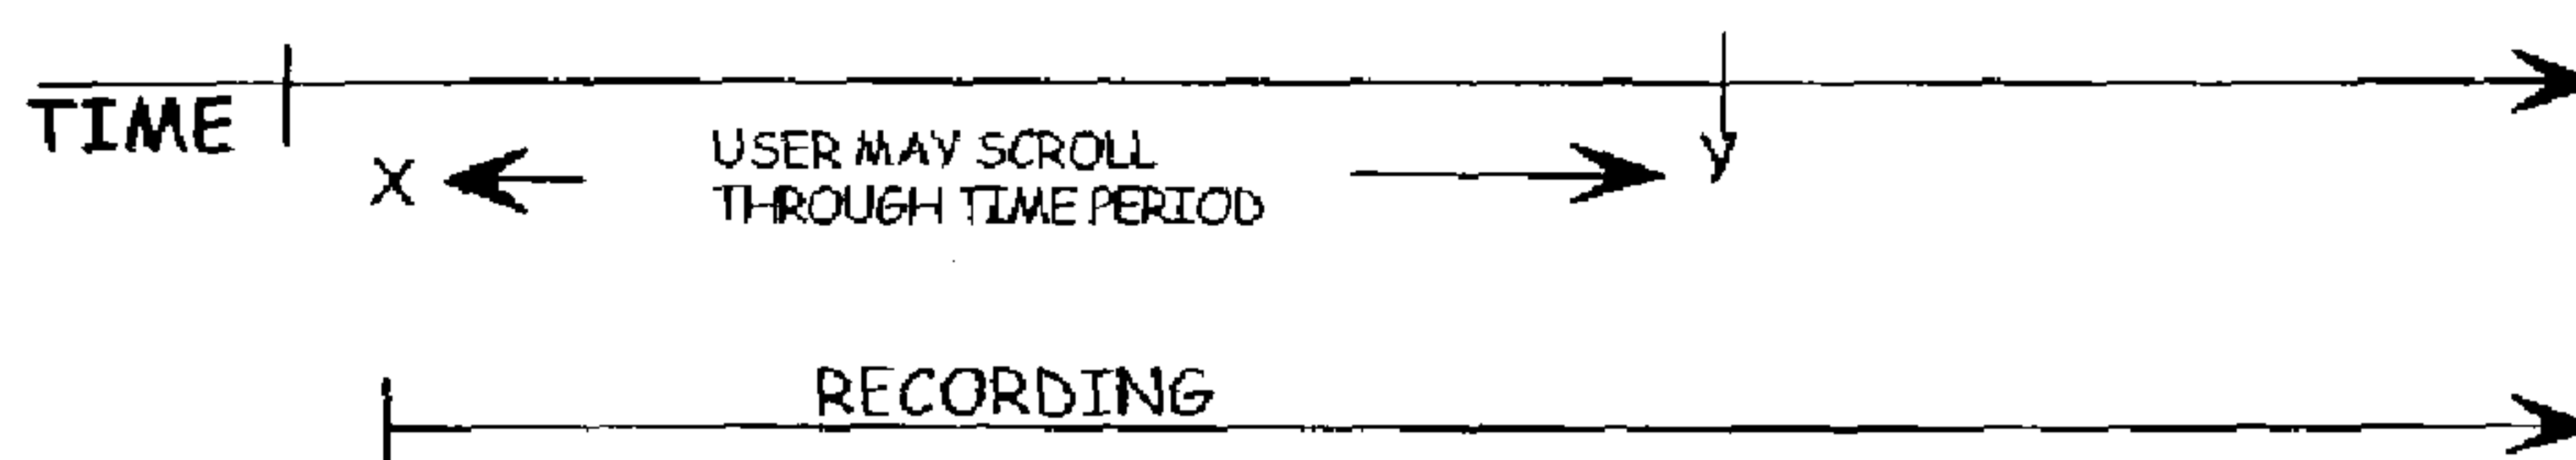 TIME
X
USER MAY SCROLL
THROUGH TIME PERIOD
y
RECORDING